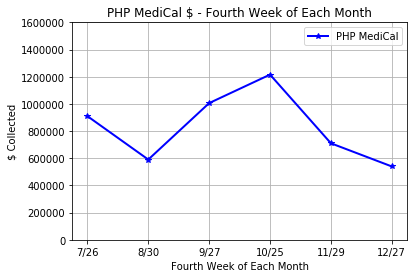 PHP MediCal $ - Fourth Week of Each Month
PHP MediCal
1600000
1400000
1200000
1000000
800000
600000
400000
200000
0
$ Collected
7/26 8/30 9/27 10/25 11/29 12/27
Fourth Week of Each Month